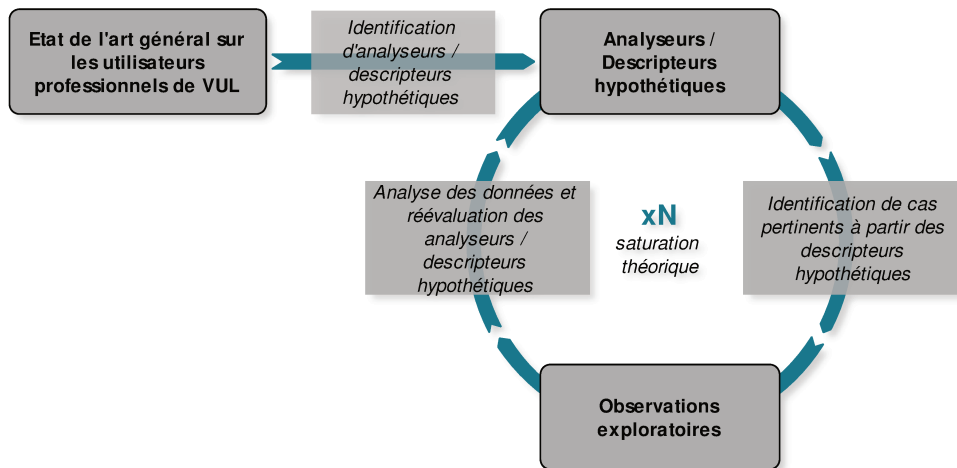 Etat de l'art général sur
les utilisateurs
professionnels de VUL
Identification
d'analyseurs /
descripteurs
hypothétiques
Analyseurs /
Descripteurs
hypothétiques
Analyse des données et
réévaluation des
analyseurs /
descripteurs
hypothétiques
xN
saturation
théorique
Identification de cas
pertinents à partir des
descripteurs
hypothétiques
Observations
exploratoires